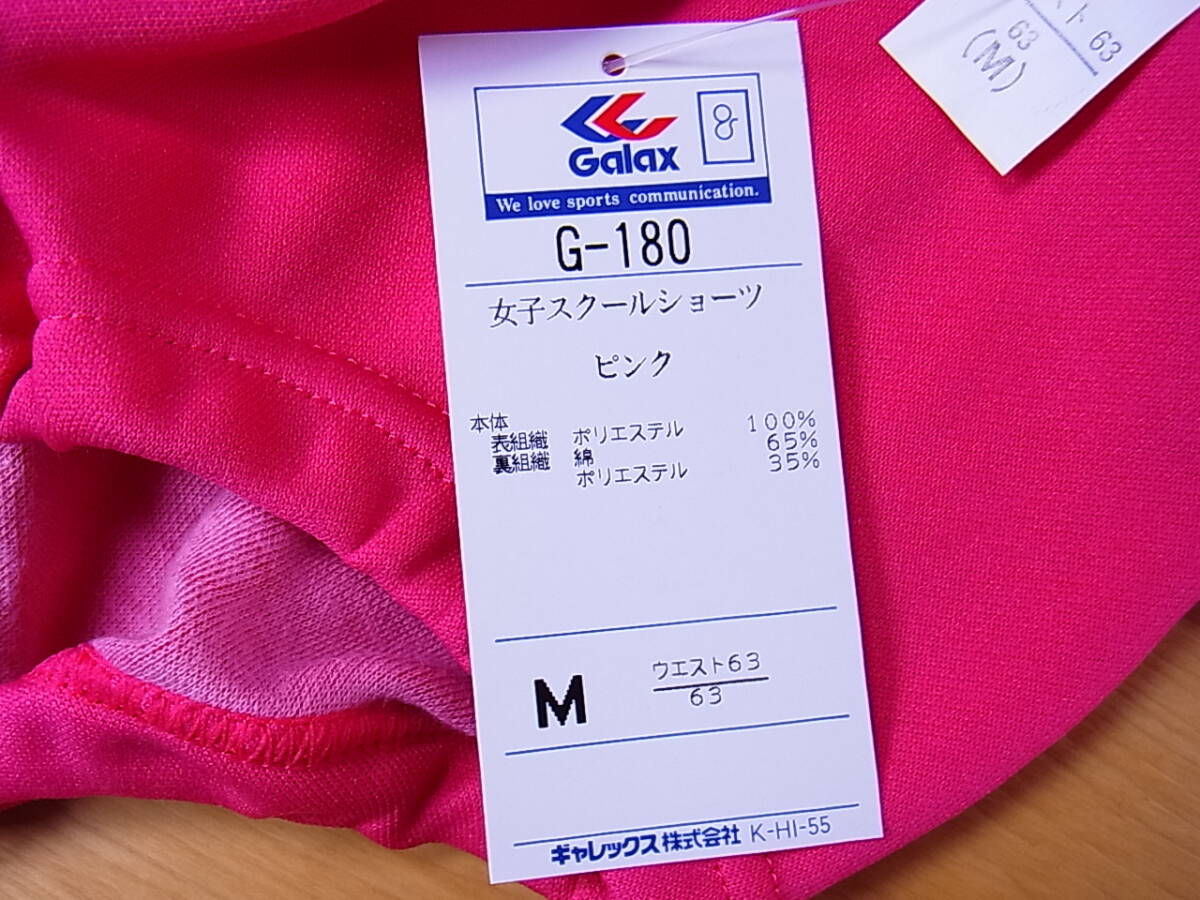 Galax
&
We love sports communication.
G-180
女子スクールショーツ
ピンク
本体
表組織 ポリエステル 100%
裏組織 綿 65%
ポリエステル 35%
M
ウエスト63
63
ギャレックス株式会社 K-HI-55
スト 63
63
(M)